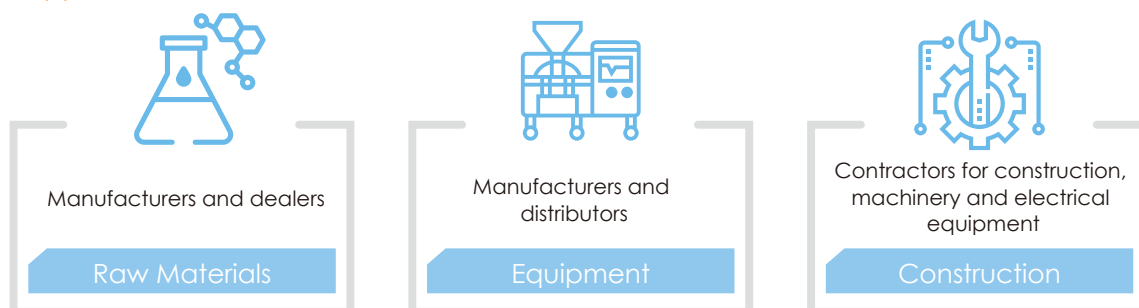 Manufacturers and dealers
Raw Materials
Manufacturers and
distributors
Equipment
Contractors for construction,
machinery and electrical
equipment
Construction